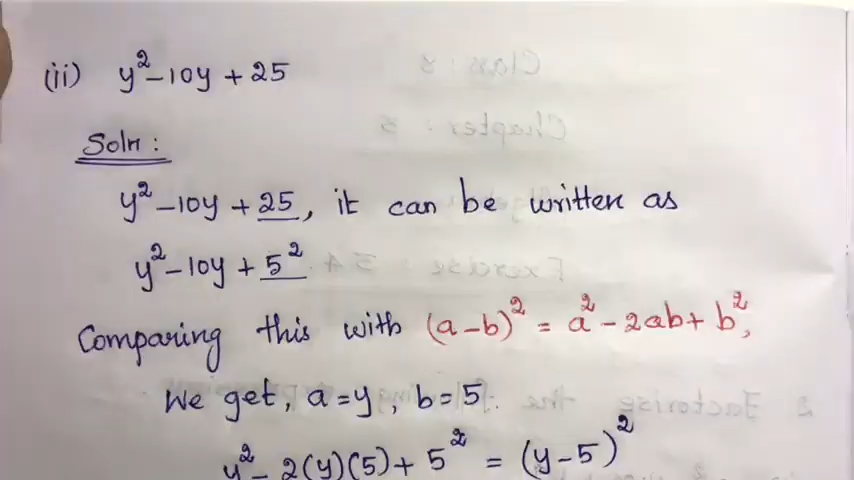 (ii) y²-10y + 25
Soln :
y²-10y + 25, it can be written as
y²-10y + 5²
Comparing this with (a-b)² = a² - 2ab + b²,
We get, a=y, b=5.
y² - 2(y)(5) + 5² = (y-5)²